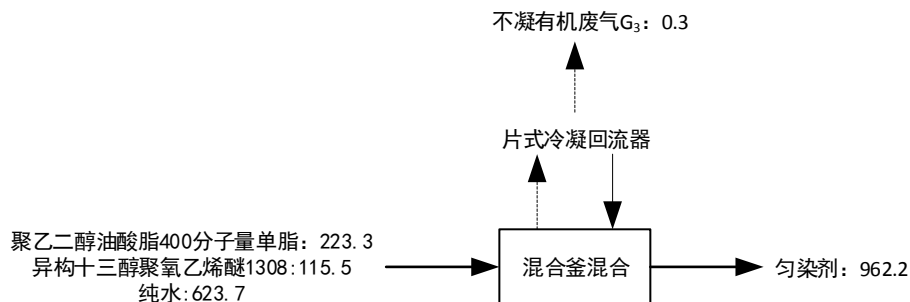 不凝有机废气G₃：0.3
片式冷凝回流器
聚乙二醇油酸脂400分子量单脂：223.3
异构十三醇聚氧乙烯醚1308:115.5
纯水:623.7
混合釜混合
匀染剂：962.2